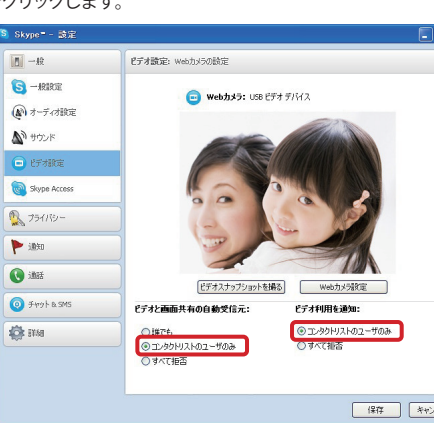 クリックします。
Skype™ - 設定
一般
一般設定
オーディオ設定
サウンド
ビデオ設定
Skype Access
プライバシー
通知
通話
チャット & SMS
詳細
ビデオ設定: Webカメラの設定
Webカメラ: USB ビデオ デバイス
ビデオスナップショットを撮る
Webカメラ設定
ビデオと画面共有の自動受信元:
誰でも
コンタクトリストのユーザのみ
すべて拒否
ビデオ利用を通知:
コンタクトリストのユーザのみ
すべて拒否
保存
キャン